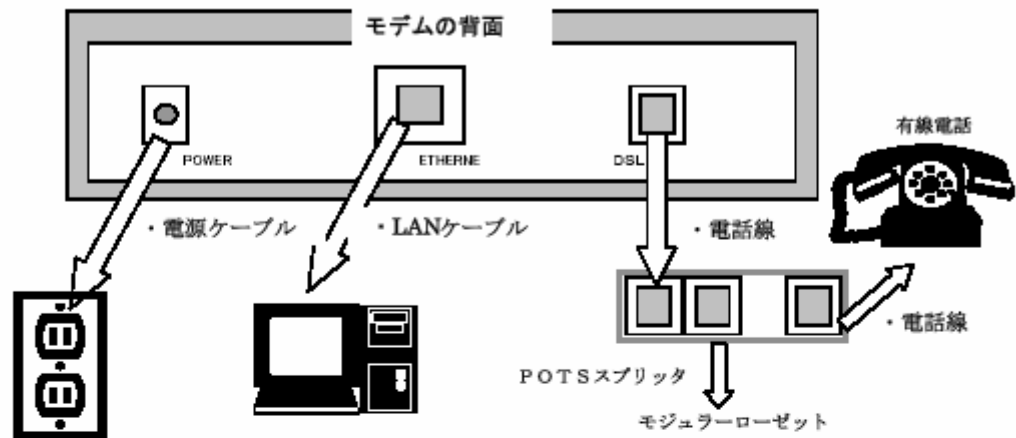 モデムの背面
有線電話
POWER
ETHERNE
DSL
・電源ケーブル
・LANケーブル
・電話線
・電話線
POTSスプリッタ
モジュラーローゼット